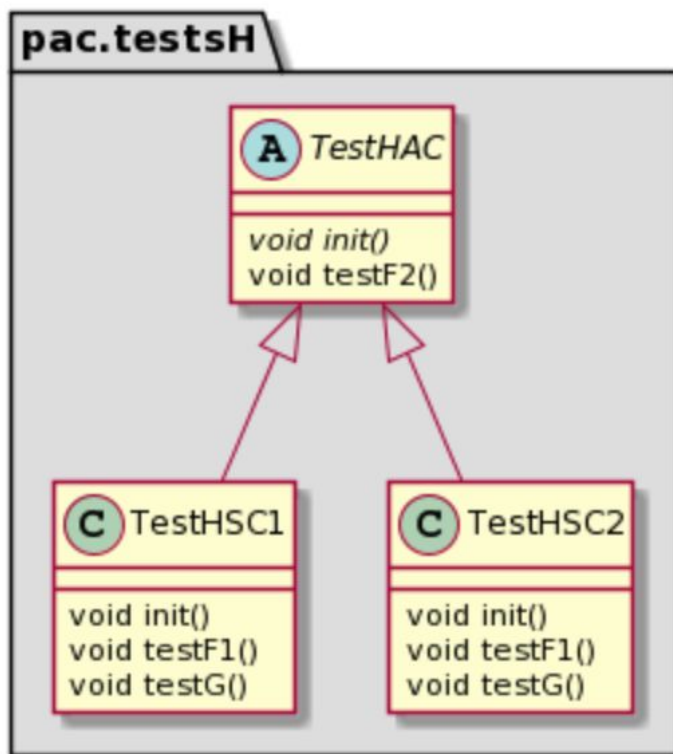 pac.testsH
A TestHAC
void init()
void testF2()
C TestHSC1
void init()
void testF1()
void testG()
C TestHSC2
void init()
void testF1()
void testG()